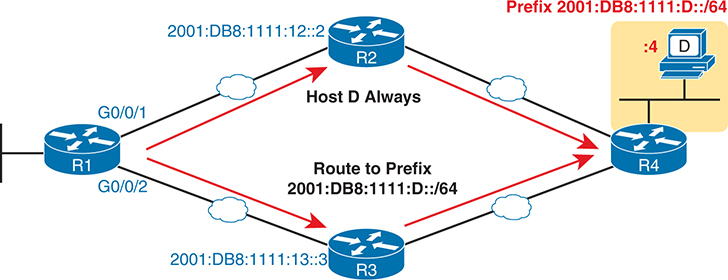 Prefix 2001:DB8:1111:D::/64
2001:DB8:1111:12::2
:4
D
R2
Host D Always
G0/0/1
R1
R4
G0/0/2
Route to Prefix
2001:DB8:1111:D::/64
2001:DB8:1111:13::3
R3